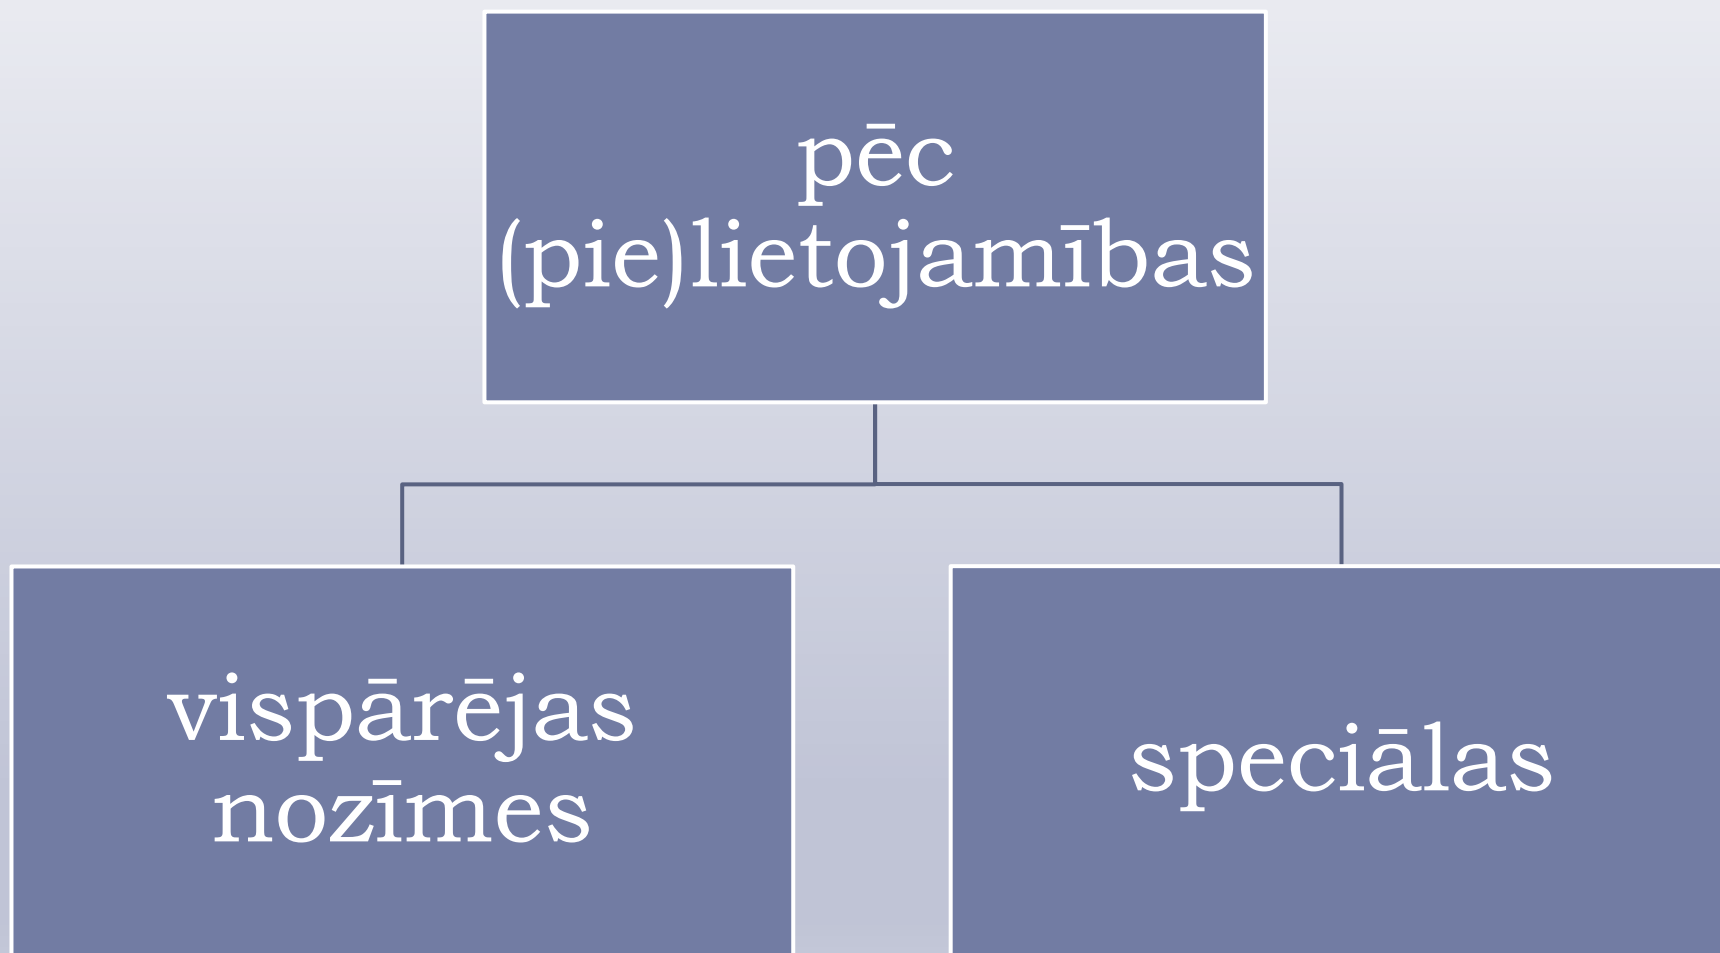 pēc
(pie)lietojamības
vispārējas
nozīmes
speciālas